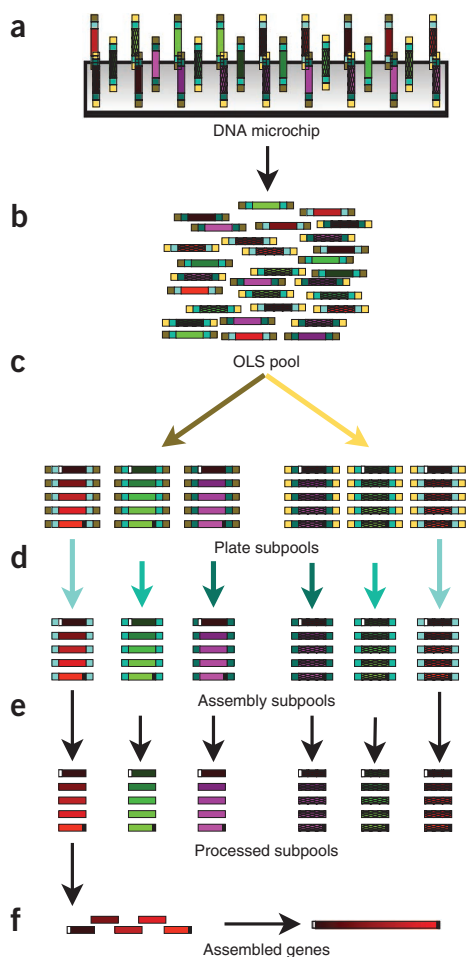 a
DNA microchip
b
OLS pool
c
Plate subpools
d
Assembly subpools
e
Processed subpools
f
Assembled genes